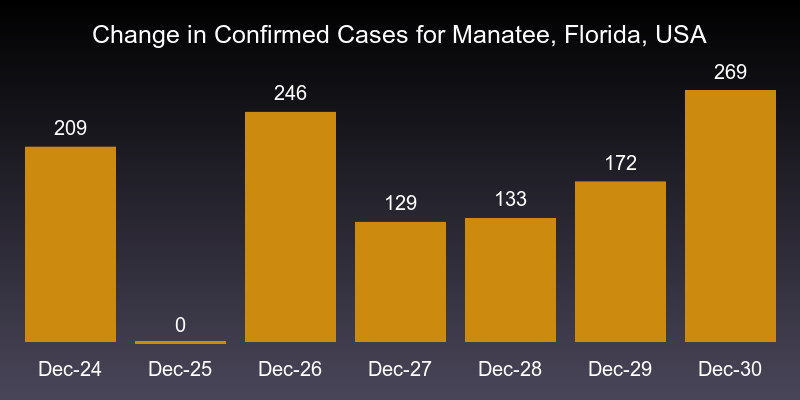 Change in Confirmed Cases for Manatee, Florida, USA
209
0
246
129
133
172
269
Dec-24
Dec-25
Dec-26
Dec-27
Dec-28
Dec-29
Dec-30